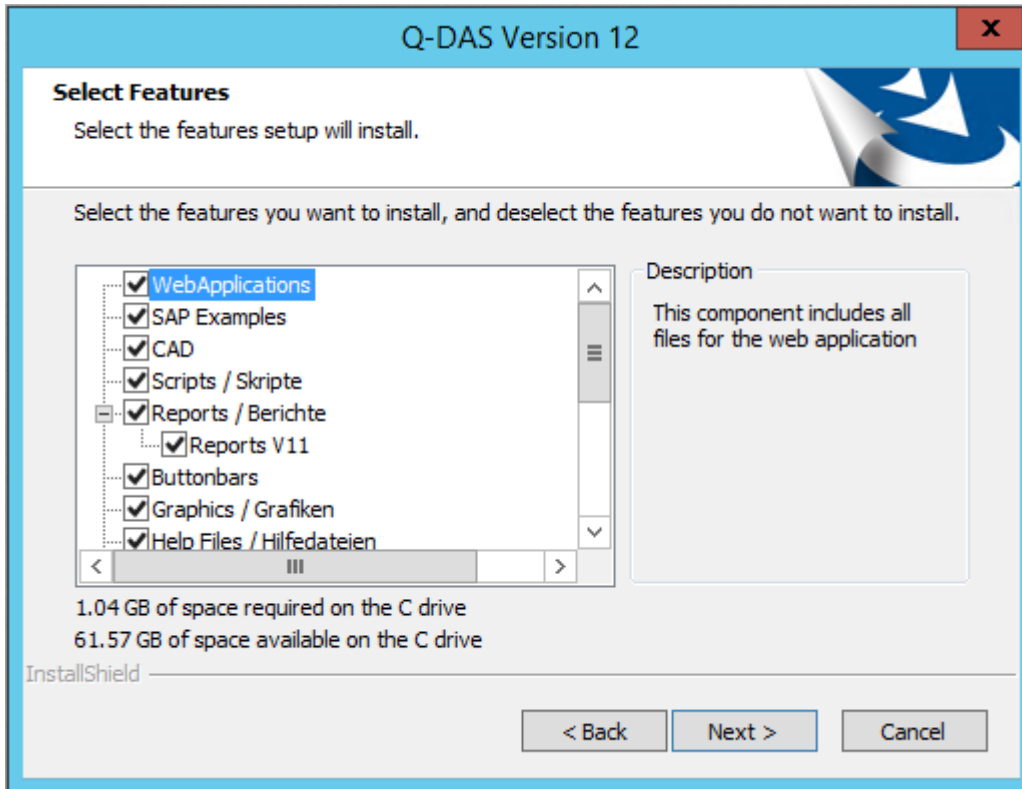 Q-DAS Version 12
x
Select Features
Select the features setup will install.
Select the features you want to install, and deselect the features you do not want to install.
WebApplications
SAP Examples
CAD
Scripts / Skripte
Reports / Berichte
Reports V11
Buttonbars
Graphics / Grafiken
Help Files / Hilfedateien
Description
This component includes all
files for the web application
1.04 GB of space required on the C drive
61.57 GB of space available on the C drive
InstallShield
< Back
Next >
Cancel